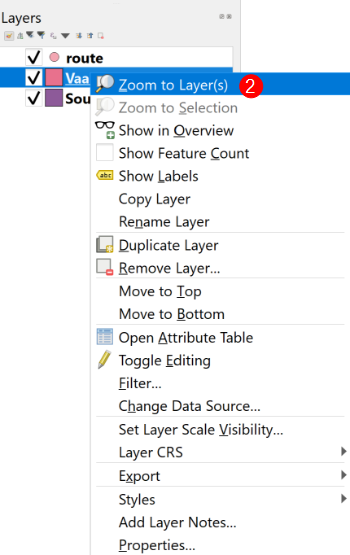 Layers
route
Vaa
Sou
Zoom to Layer(s) 2
Zoom to Selection
Show in Overview
Show Feature Count
abc Show Labels
Copy Layer
Rename Layer
Duplicate Layer
Remove Layer...
Move to Top
Move to Bottom
Open Attribute Table
Toggle Editing
Filter...
Change Data Source...
Set Layer Scale Visibility...
Layer CRS
Export
Styles
Add Layer Notes...
Properties...